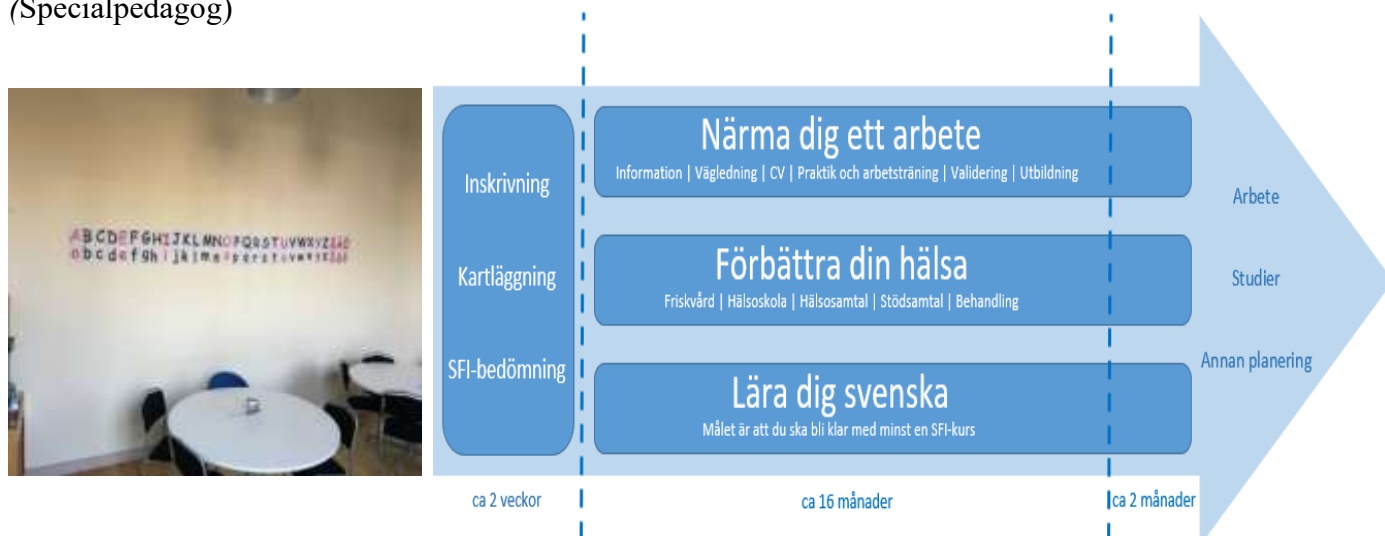 (Specialpedagog)
A B C D E F G H I J K L M N O P Q R S T U V W X Y Z Å Ä Ö
Inskrivning
Kartläggning
SFI-bedömning
Närma dig ett arbete
Information | Vägledning | CV | Praktik och arbetsträning | Validering | Utbildning
Förbättra din hälsa
Friskvård | Hälsoskola | Hälsosamtal | Stödsamtal | Behandling
Lära dig svenska
Målet är att du ska bli klar med minst en SFI-kurs
Arbete
Studier
Annan planering
ca 2 veckor
ca 16 månader
ca 2 månader